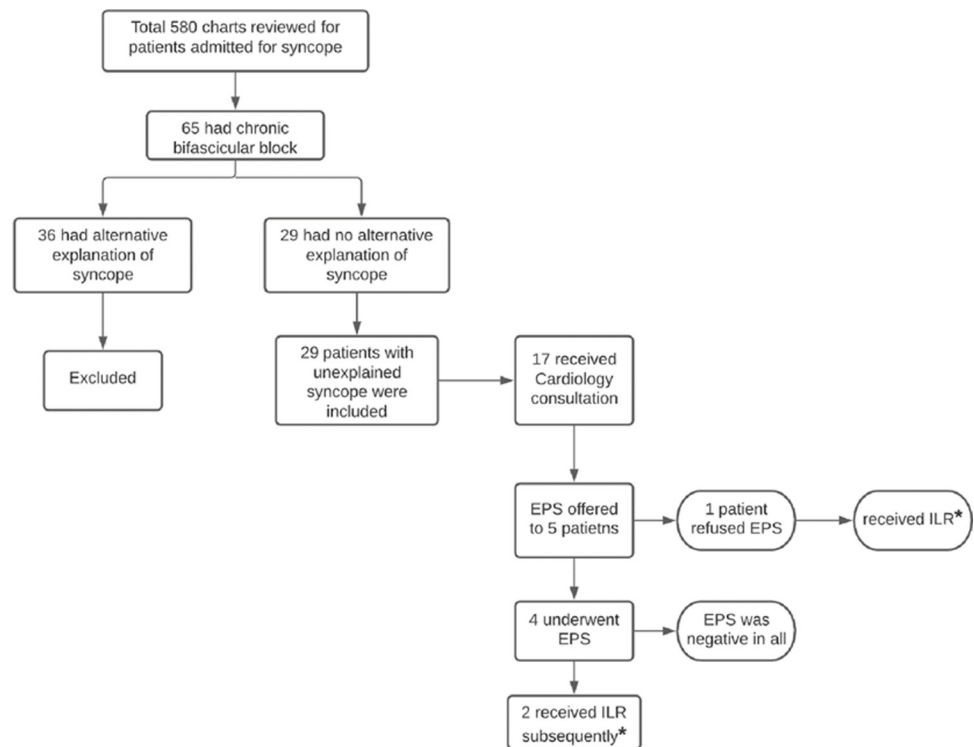 Total 580 charts reviewed for
patients admitted for syncope
65 had chronic
bifascicular block
36 had alternative
explanation of
syncope
29 had no alternative
explanation of
syncope
Excluded
29 patients with
unexplained
syncope were
included
17 received
Cardiology
consultation
EPS offered
to 5 patietns
1 patient
refused EPS
received ILR*
4 underwent
EPS
EPS was
negative in all
2 received ILR
subsequently*